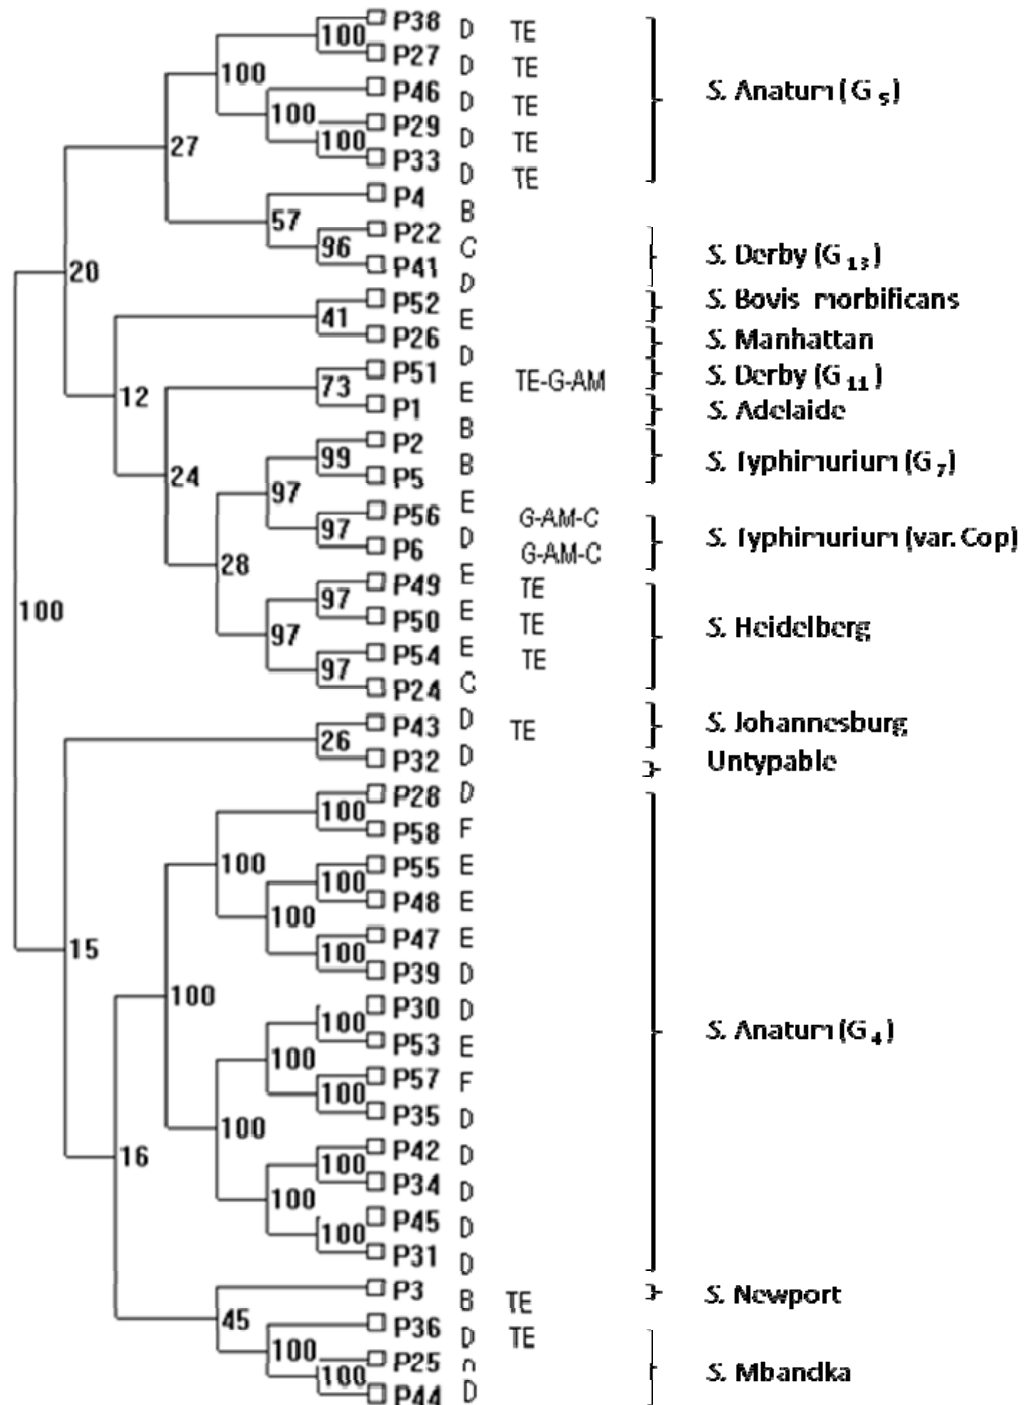 P38 D TE
100
P27 D TE
100
P46 D TE
S. Anatum (G 5)
100
P29 D TE
100
P33 D TE
27
P4 B
57
P22 C
96
P41 D
S. Derby (G 13)
20
P52 E
S. Bovis morbificans
41
P26 D
S. Manhattan
P51 E TE-G-AM
S. Derby (G 11)
73
12
P1 B
S. Adelaide
P2 B
99
S. Typhimurium (G 7)
24
P5 E
97
P56 D G-AM-C
97
S. Typhimurium (var. Cop)
P6 E G-AM-C
28
P49 E TE
97
100
P50 E TE
S. Heidelberg
97
P54 C TE
97
P24
P43 D TE
S. Johannesburg
26
P32 D
Untypable
P28 D
100
P58 F
100
P55 E
100
P48 E
100
P47 E
15
100
P39 D
100
P30 D
100
P53 E
S. Anatum (G 4)
100
P57 F
100
P35 D
100
P42 D
16
100
P34 D
100
P45 D
100
P31 D
P3 B TE
S. Newport
45
P36 D TE
100
P25
100
S. Mbandka
P44 D